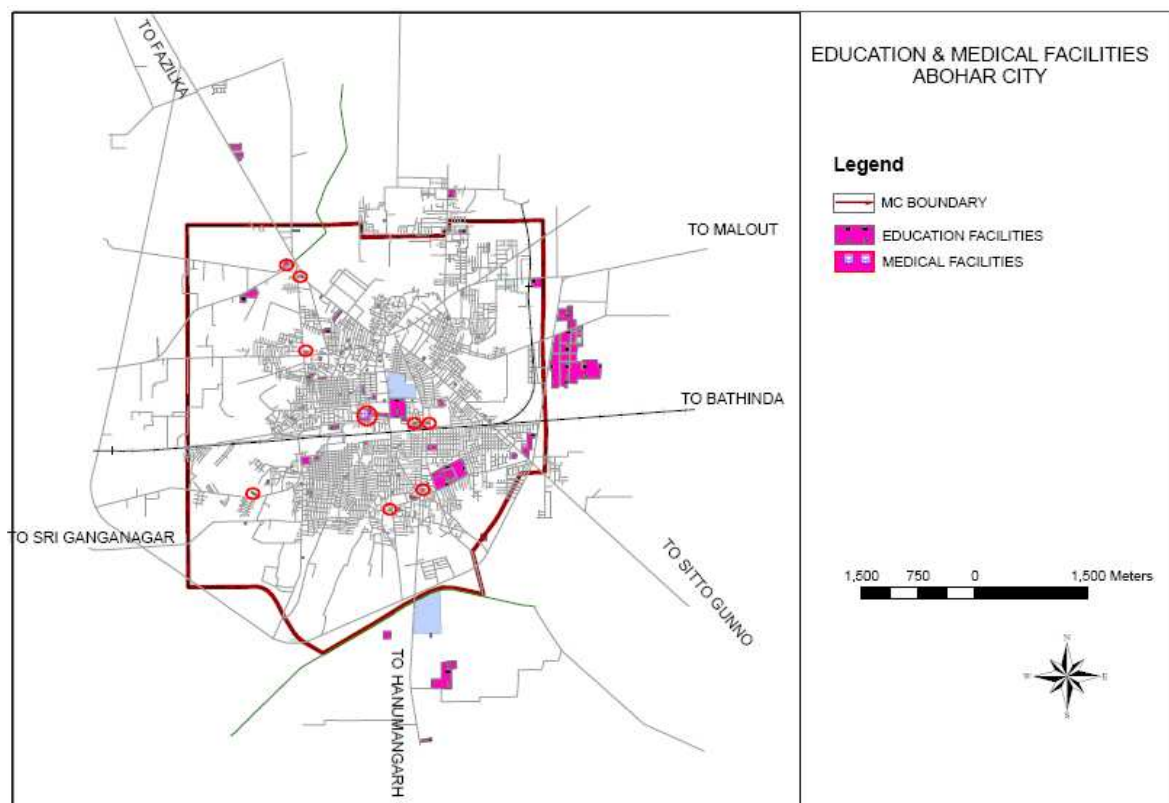 EDUCATION & MEDICAL FACILITIES
ABOHAR CITY
Legend
MC BOUNDARY
EDUCATION FACILITIES
MEDICAL FACILITIES
TO FAZILKA
TO MALOUT
TO BATHINDA
TO SRI GANGANAGAR
TO SITTO GUNNO
TO HANUMANGARH
1,500 750 0 1,500 Meters
N
W E
S